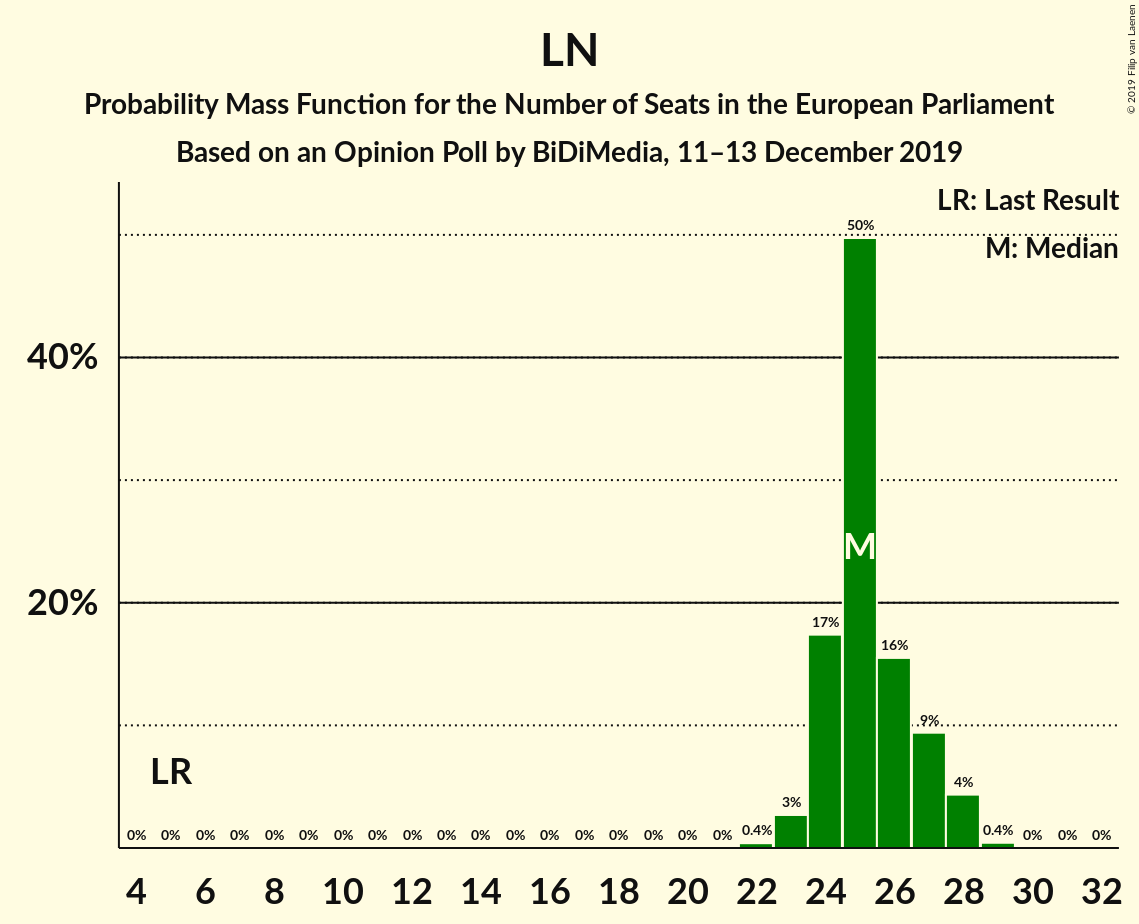 LN
Probability Mass Function for the Number of Seats in the European Parliament
Based on an Opinion Poll by BiDiMedia, 11–13 December 2019
© 2019 Filip van Laenen
LR: Last Result
M: Median
50%
40%
M
20%
17%
16%
9%
LR
4%
3%
0% 0% 0% 0% 0% 0% 0% 0% 0% 0% 0% 0% 0% 0% 0% 0% 0% 0% 0.4% 0.4% 0% 0% 0%
4 6 8 10 12 14 16 18 20 22 24 26 28 30 32